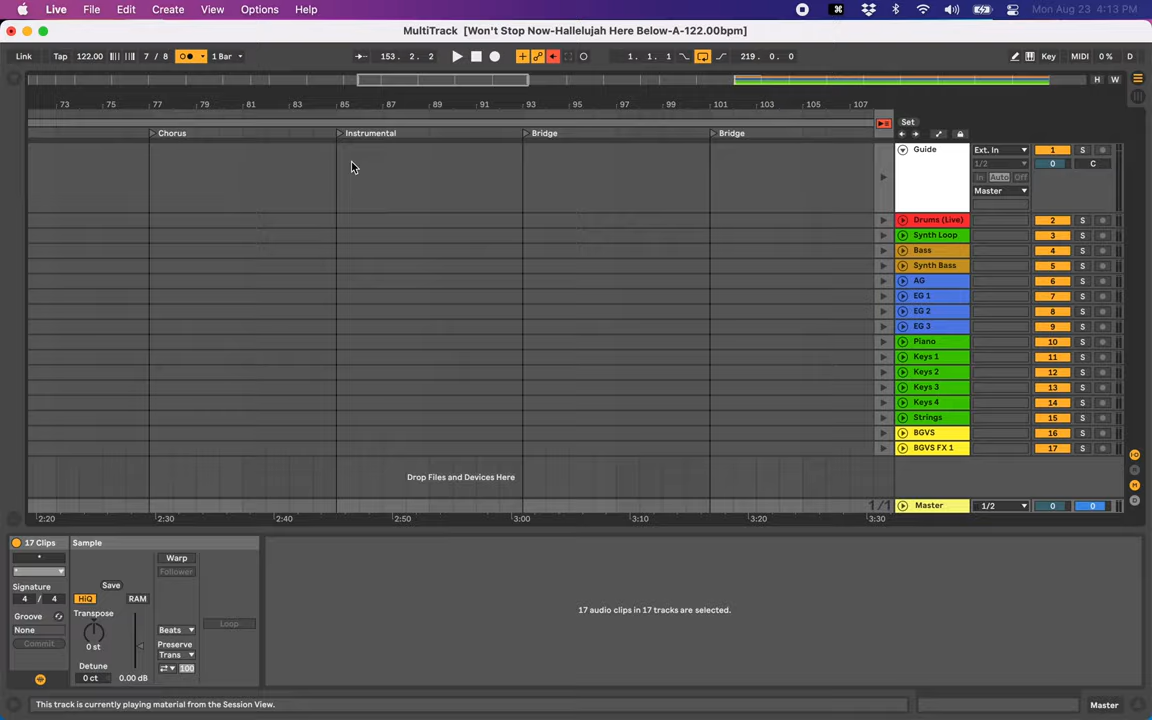 Live File Edit Create View Options Help Mon Aug 23 4:13 PM
MultiTrack [Won't Stop Now-Hallelujah Here Below-A-122.00bpm]
Link Tap 122.00 7 / 8 1 Bar 153. 2. 2 1. 1. 1 219. 0. 0 Key MIDI 0 % D
H W
73 75 77 79 81 83 85 87 89 91 93 95 97 99 101 103 105 107
Set
Chorus Instrumental Bridge Bridge
Guide Ext. In 1 S
1/2 0 C
In Auto Off
Master
Drums (Live) 2 S
Synth Loop 3 S
Bass 4 S
Synth Bass 5 S
AG 6 S
EG 1 7 S
EG 2 8 S
EG 3 9 S
Piano 10 S
Keys 1 11 S
Keys 2 12 S
Keys 3 13 S
Keys 4 14 S
Strings 15 S
BGVS 16 S
BGVS FX 1 17 S
Drop Files and Devices Here
1/1 Master 1/2 0 0
2:20 2:30 2:40 2:50 3:00 3:10 3:20 3:30
17 Clips Sample
Warp
Follower
Signature
4 / 4
Save
HiQ RAM
Groove
None
Commit
Transpose
0 st
Detune
0 ct 0.00 dB
Loop
Beats
Preserve
Trans
100
17 audio clips in 17 tracks are selected.
This track is currently playing material from the Session View.
Master